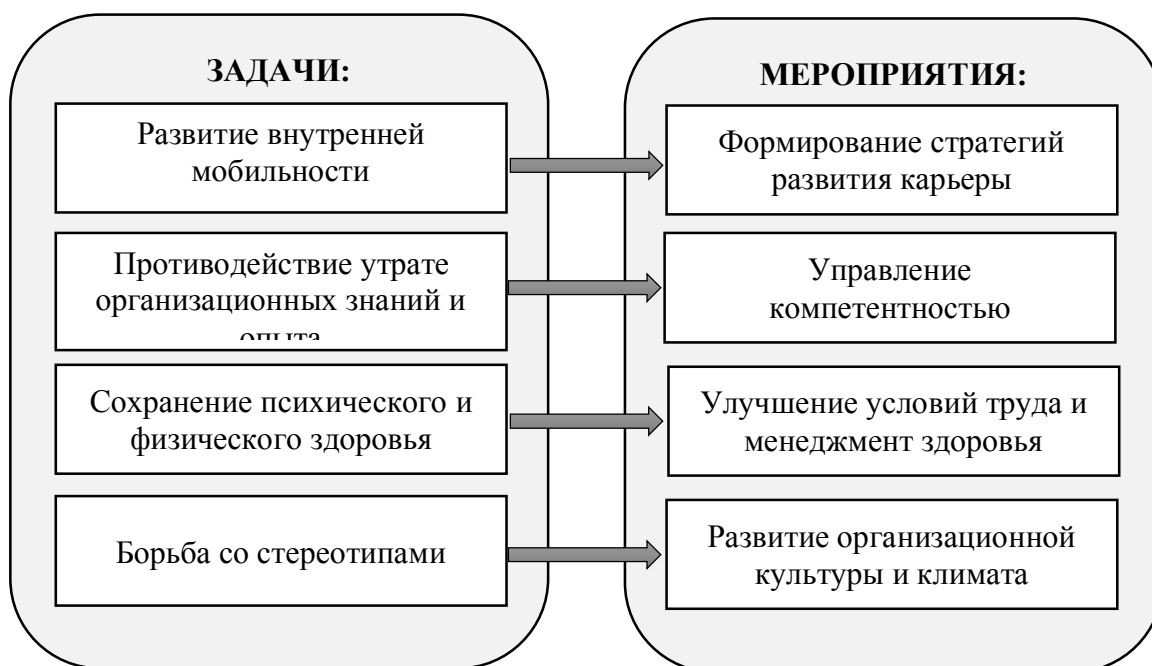 ЗАДАЧИ:
Развитие внутренней
мобильности
Противодействие утрате
организационных знаний и
опыта
Сохранение психического и
физического здоровья
Борьба со стереотипами
МЕРОПРИЯТИЯ:
Формирование стратегий
развития карьеры
Управление
компетентностью
Улучшение условий труда и
менеджмент здоровья
Развитие организационной
культуры и климата